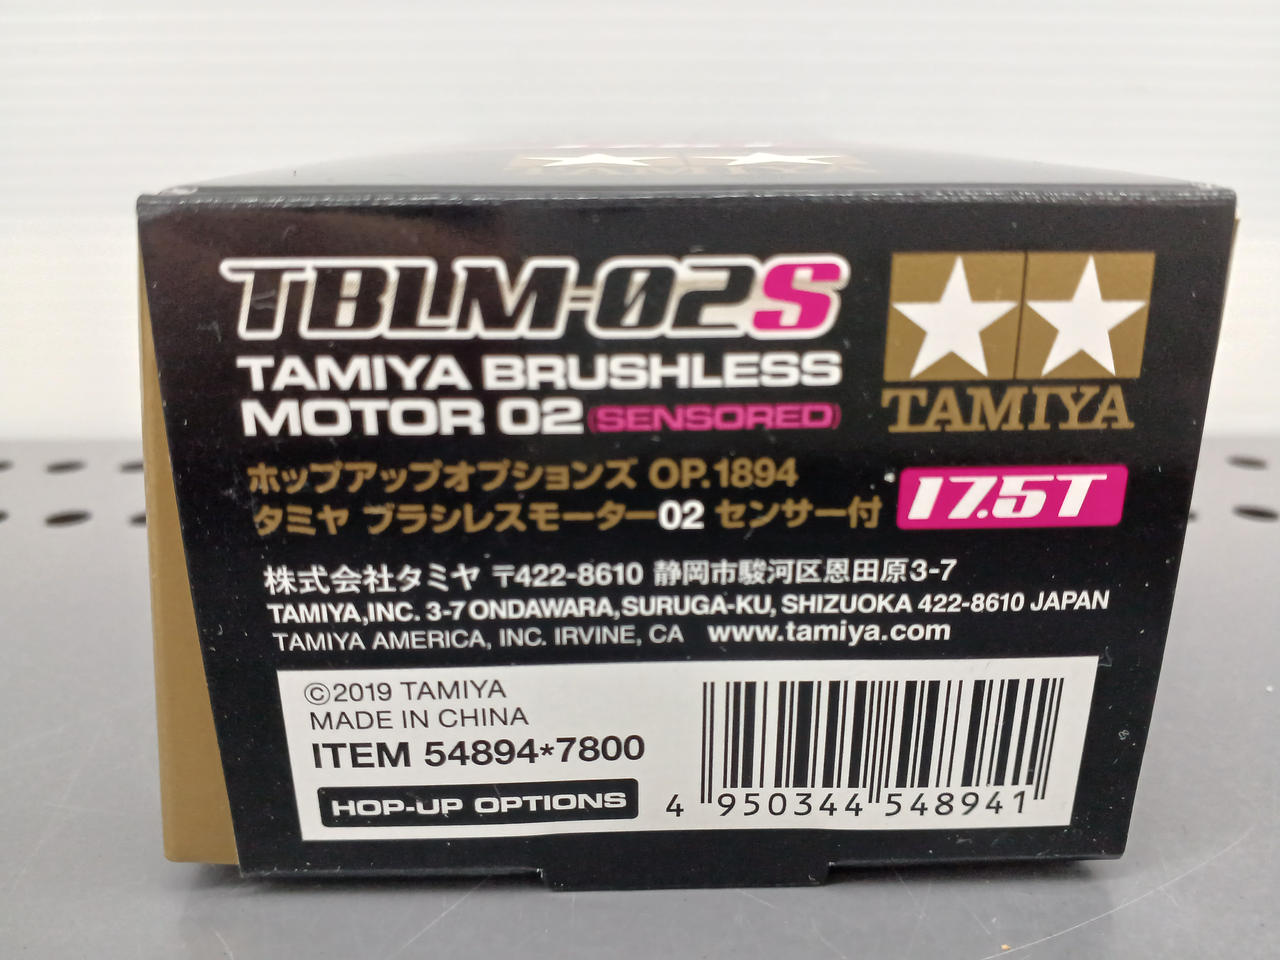 TAMIYA
TBLM-02S
TAMIYA BRUSHLESS
MOTOR 02 (SENSORED)
TAMIYA
ホップアップオプションズ OP.1894
タミヤ ブラシレスモーター02 センサー付
17.5T
株式会社タミヤ 〒422-8610 静岡市駿河区恩田原3-7
TAMIYA,INC. 3-7 ONDAWARA, SURUGA-KU, SHIZUOKA 422-8610 JAPAN
TAMIYA AMERICA, INC. IRVINE, CA www.tamiya.com
©2019 TAMIYA
MADE IN CHINA
ITEM 54894*7800
HOP-UP OPTIONS
4 950344 548941